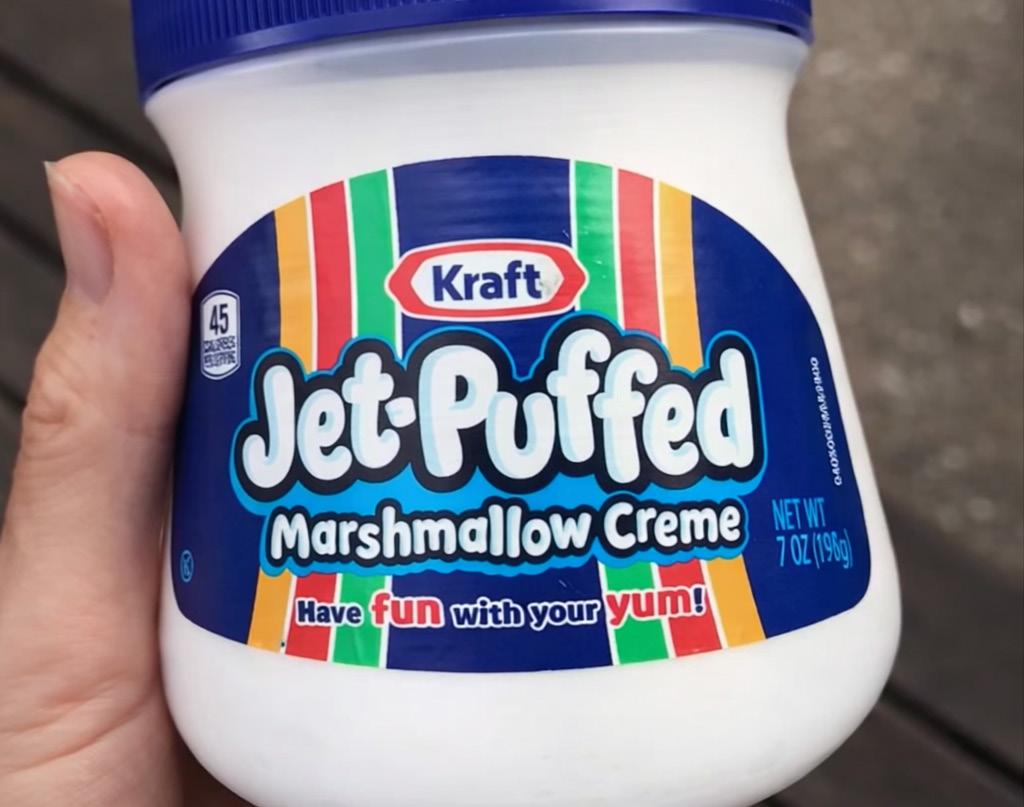 Kraft
45
Jet-Puffed
Marshmallow Creme
NET WT
7 OZ (198g)
Have fun with your yum!
K